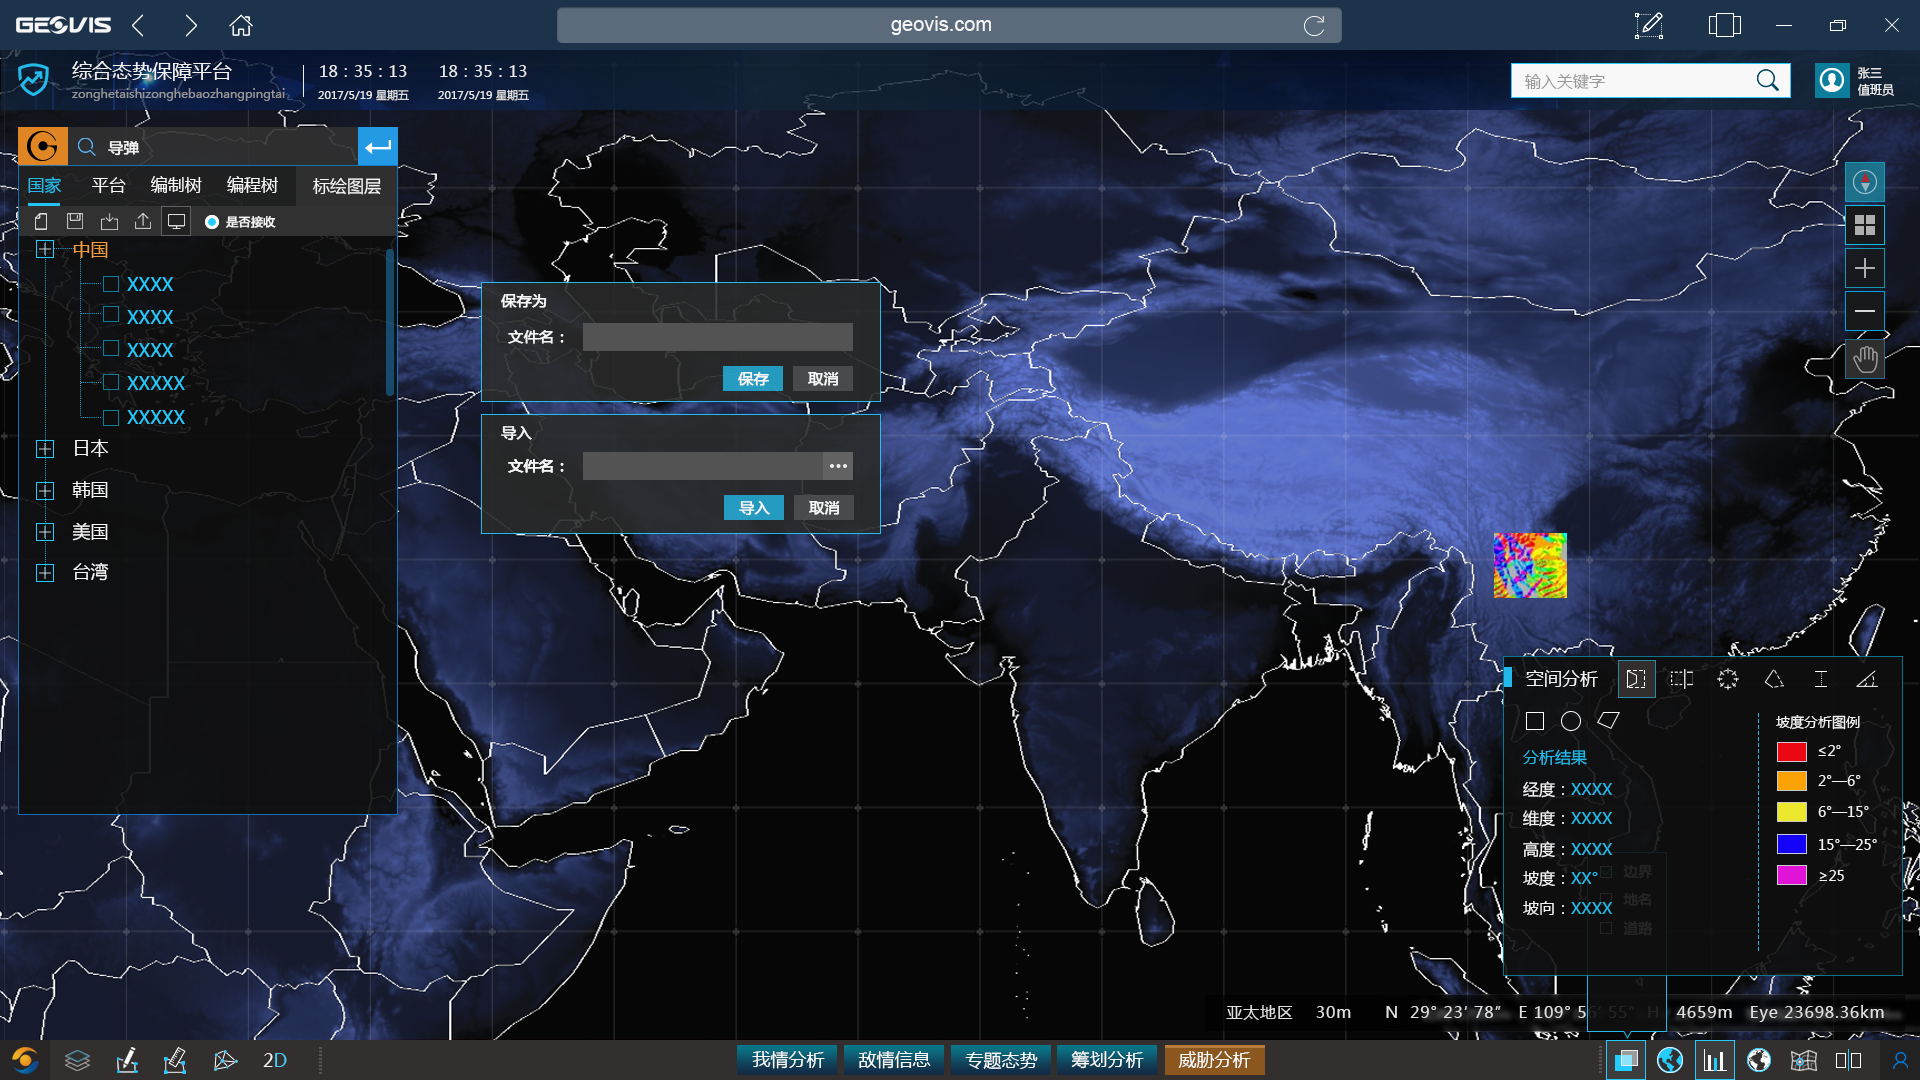 GEOVIS
geovis.com
综合态势保障平台
zonghetaishizonghebaozhangpingtai
18：35：13
2017/5/19 星期五
18：35：13
2017/5/19 星期五
输入关键字
张三
值班员
导弹
国家 平台 编制树 编程树 标绘图层
是否接收
中国
XXXX
XXXX
XXXX
XXXXX
XXXXX
日本
韩国
美国
台湾
保存为
文件名：
保存 取消
导入
文件名：
导入 取消
空间分析
分析结果
经度：XXXX
维度：XXXX
高度：XXXX
坡度：XX°
坡向：XXXX
边界
地名
道路
坡度分析图例
≤2°
2°—6°
6°—15°
15°—25°
≥25
亚太地区 30m N 29° 23′ 78″ E 109° 56′ 55″ H 4659m Eye 23698.36km
2D
我情分析 敌情信息 专题态势 筹划分析 威胁分析